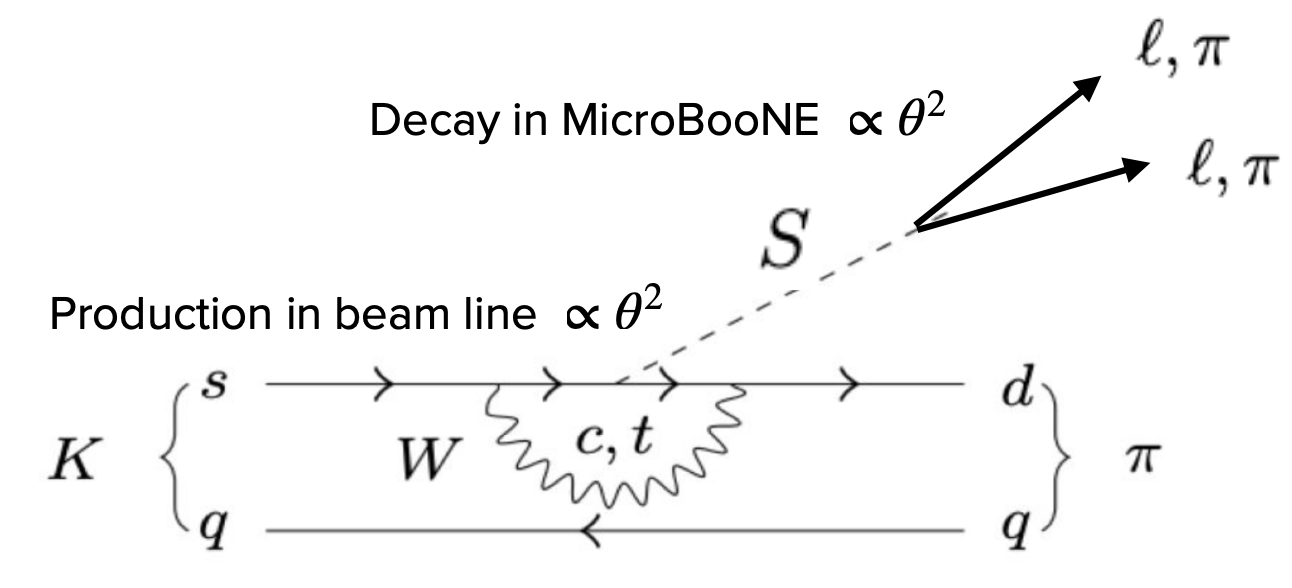 ℓ, π
Decay in MicroBooNE ∝ θ²
ℓ, π
S
Production in beam line ∝ θ²
s
d
K
W
c, t
π
q
q